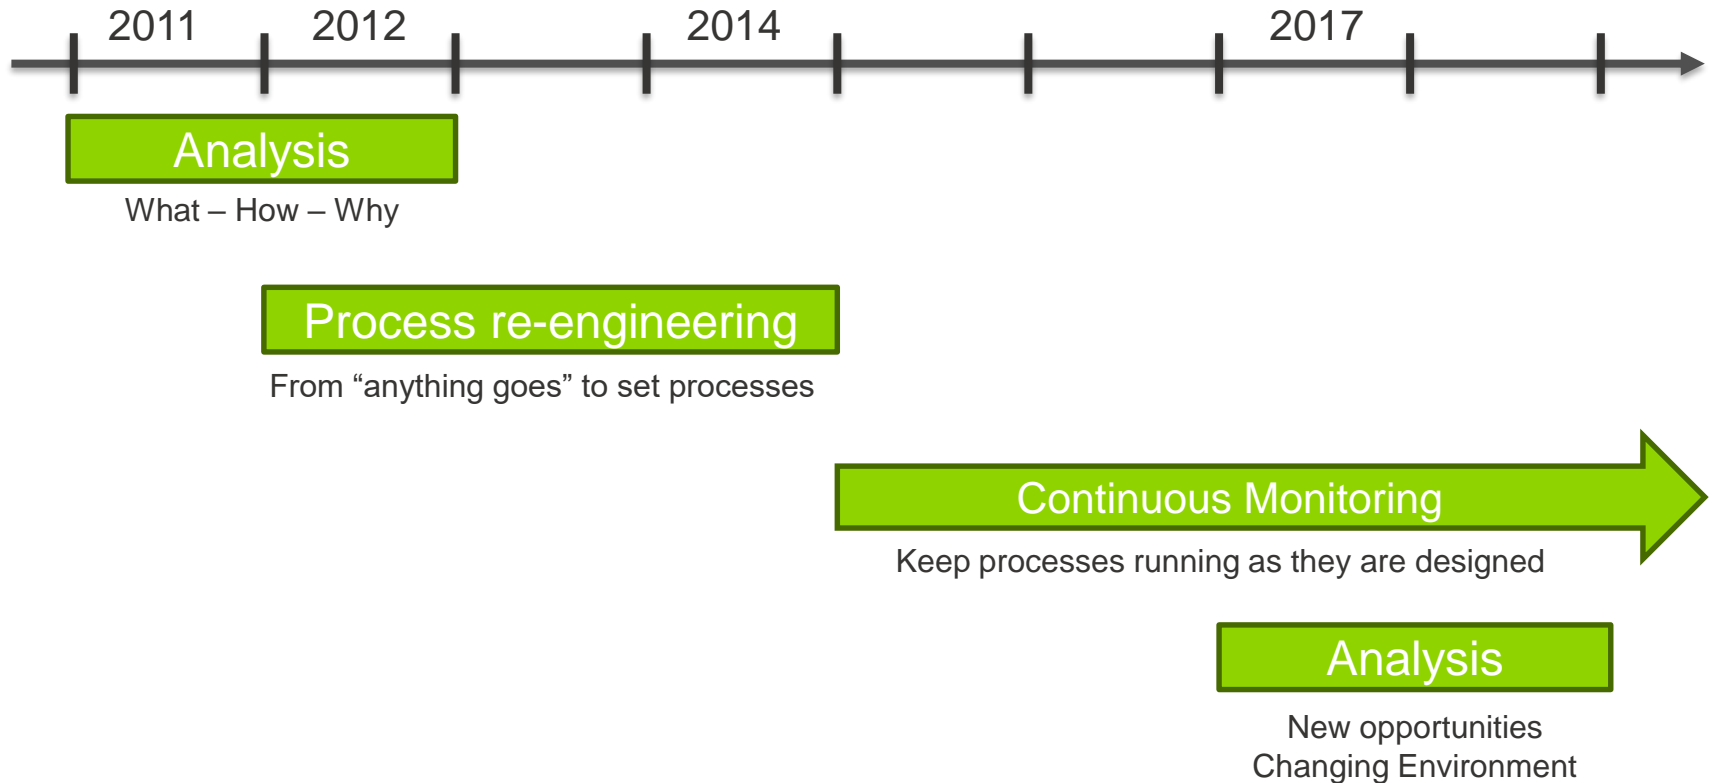 2011 2012 2014 2017
Analysis
What – How – Why
Process re-engineering
From “anything goes” to set processes
Continuous Monitoring
Keep processes running as they are designed
Analysis
New opportunities
Changing Environment